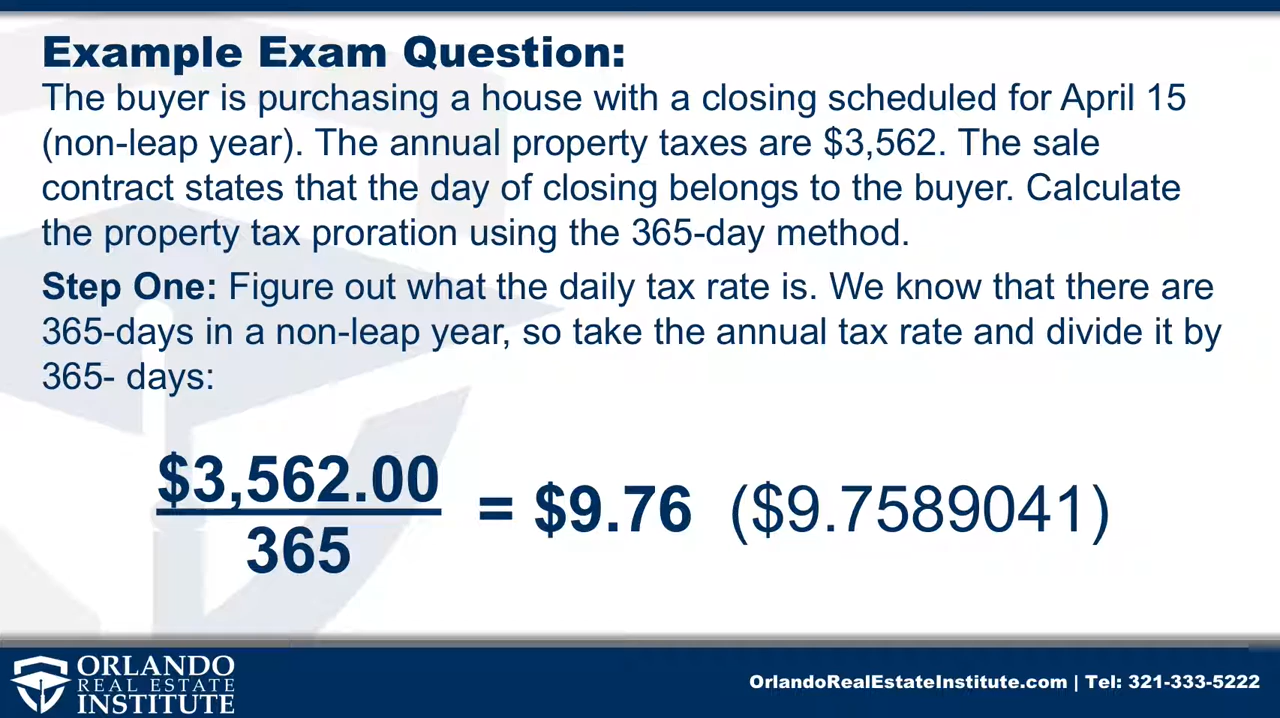 Example Exam Question:
The buyer is purchasing a house with a closing scheduled for April 15
(non-leap year). The annual property taxes are $3,562. The sale
contract states that the day of closing belongs to the buyer. Calculate
the property tax proration using the 365-day method.
Step One: Figure out what the daily tax rate is. We know that there are
365-days in a non-leap year, so take the annual tax rate and divide it by
365- days:
$3,562.00
365
= $9.76 ($9.7589041)
ORLANDO
REAL ESTATE
INSTITUTE
OrlandoRealEstateInstitute.com | Tel: 321-333-5222